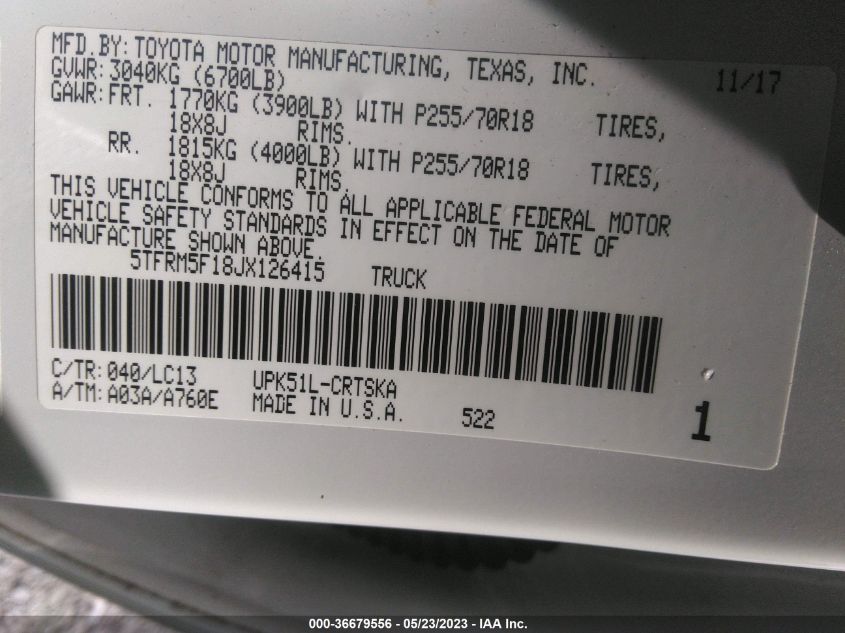 MFD.BY: TOYOTA MOTOR MANUFACTURING, TEXAS, INC. 11/17
GVWR: 3040KG (6700LB)
GAWR: FRT. 1770KG (3900LB) WITH P255/70R18 TIRES,
18X8J RIMS.
RR. 1815KG (4000LB) WITH P255/70R18 TIRES,
18X8J RIMS.
THIS VEHICLE CONFORMS TO ALL APPLICABLE FEDERAL MOTOR
VEHICLE SAFETY STANDARDS IN EFFECT ON THE DATE OF
MANUFACTURE SHOWN ABOVE.
5TFRM5F18JX126415 TRUCK
C/TR: 040/LC13 UPK51L-CRTSKA
A/TM: A03A/A760E MADE IN U.S.A. 522 1
000-36679556 - 05/23/2023 - IAA Inc.